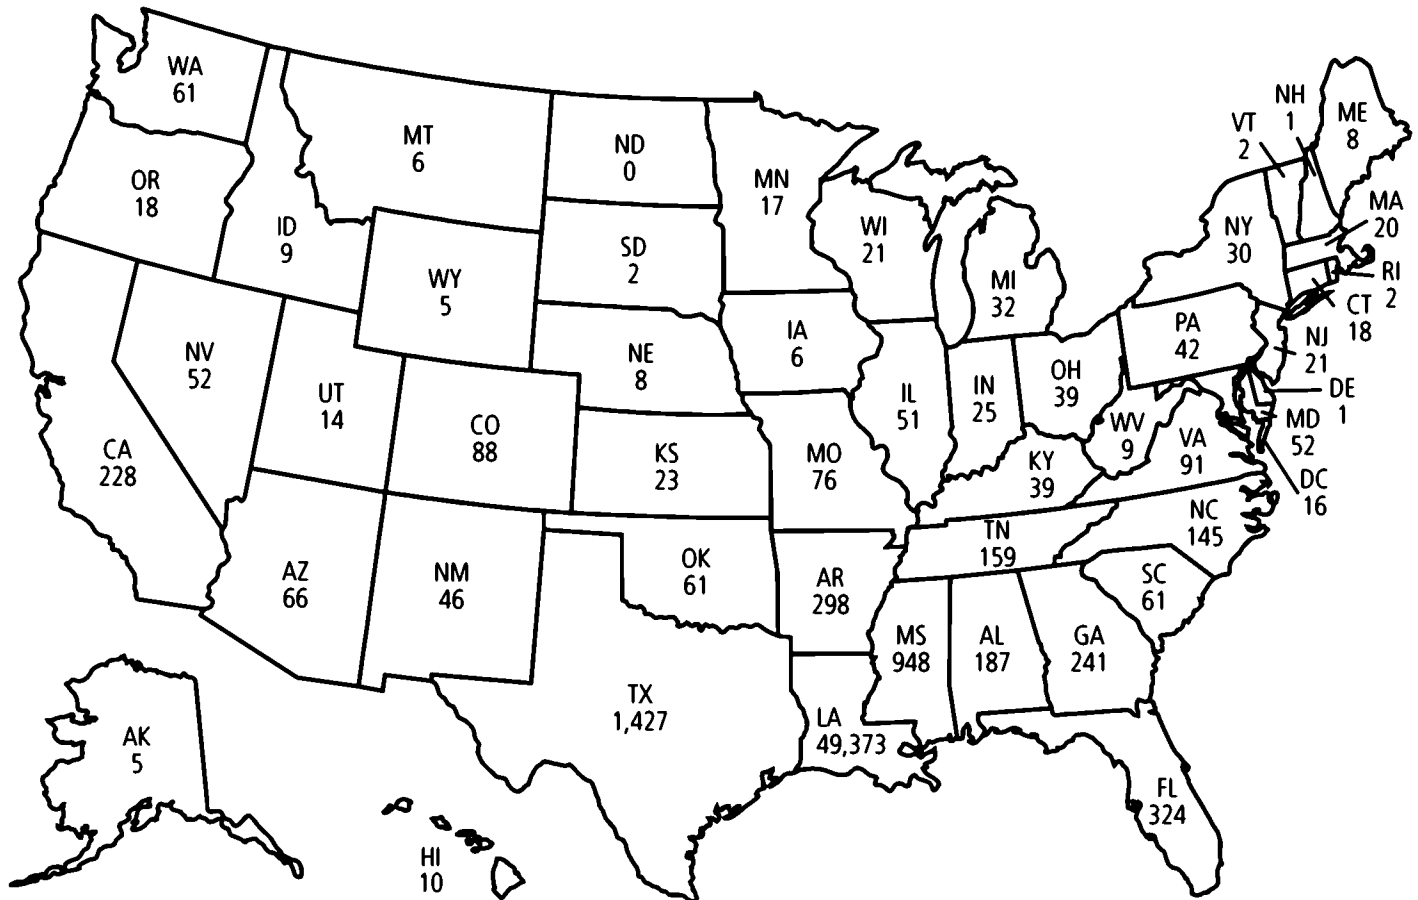 WA
61
OR
18
CA
228
NV
52
ID
9
MT
6
WY
5
UT
14
CO
88
AZ
66
NM
46
ND
0
SD
2
NE
8
KS
23
OK
61
TX
1,427
MN
17
IA
6
MO
76
AR
298
LA
49,373
WI
21
IL
51
MI
32
IN
25
OH
39
KY
39
TN
159
MS
948
AL
187
GA
241
FL
324
SC
61
NC
145
VA
91
WV
9
PA
42
NY
30
VT
2
NH
1
ME
8
MA
20
RI
2
CT
18
NJ
21
DE
1
MD
52
DC
16
AK
5
HI
10